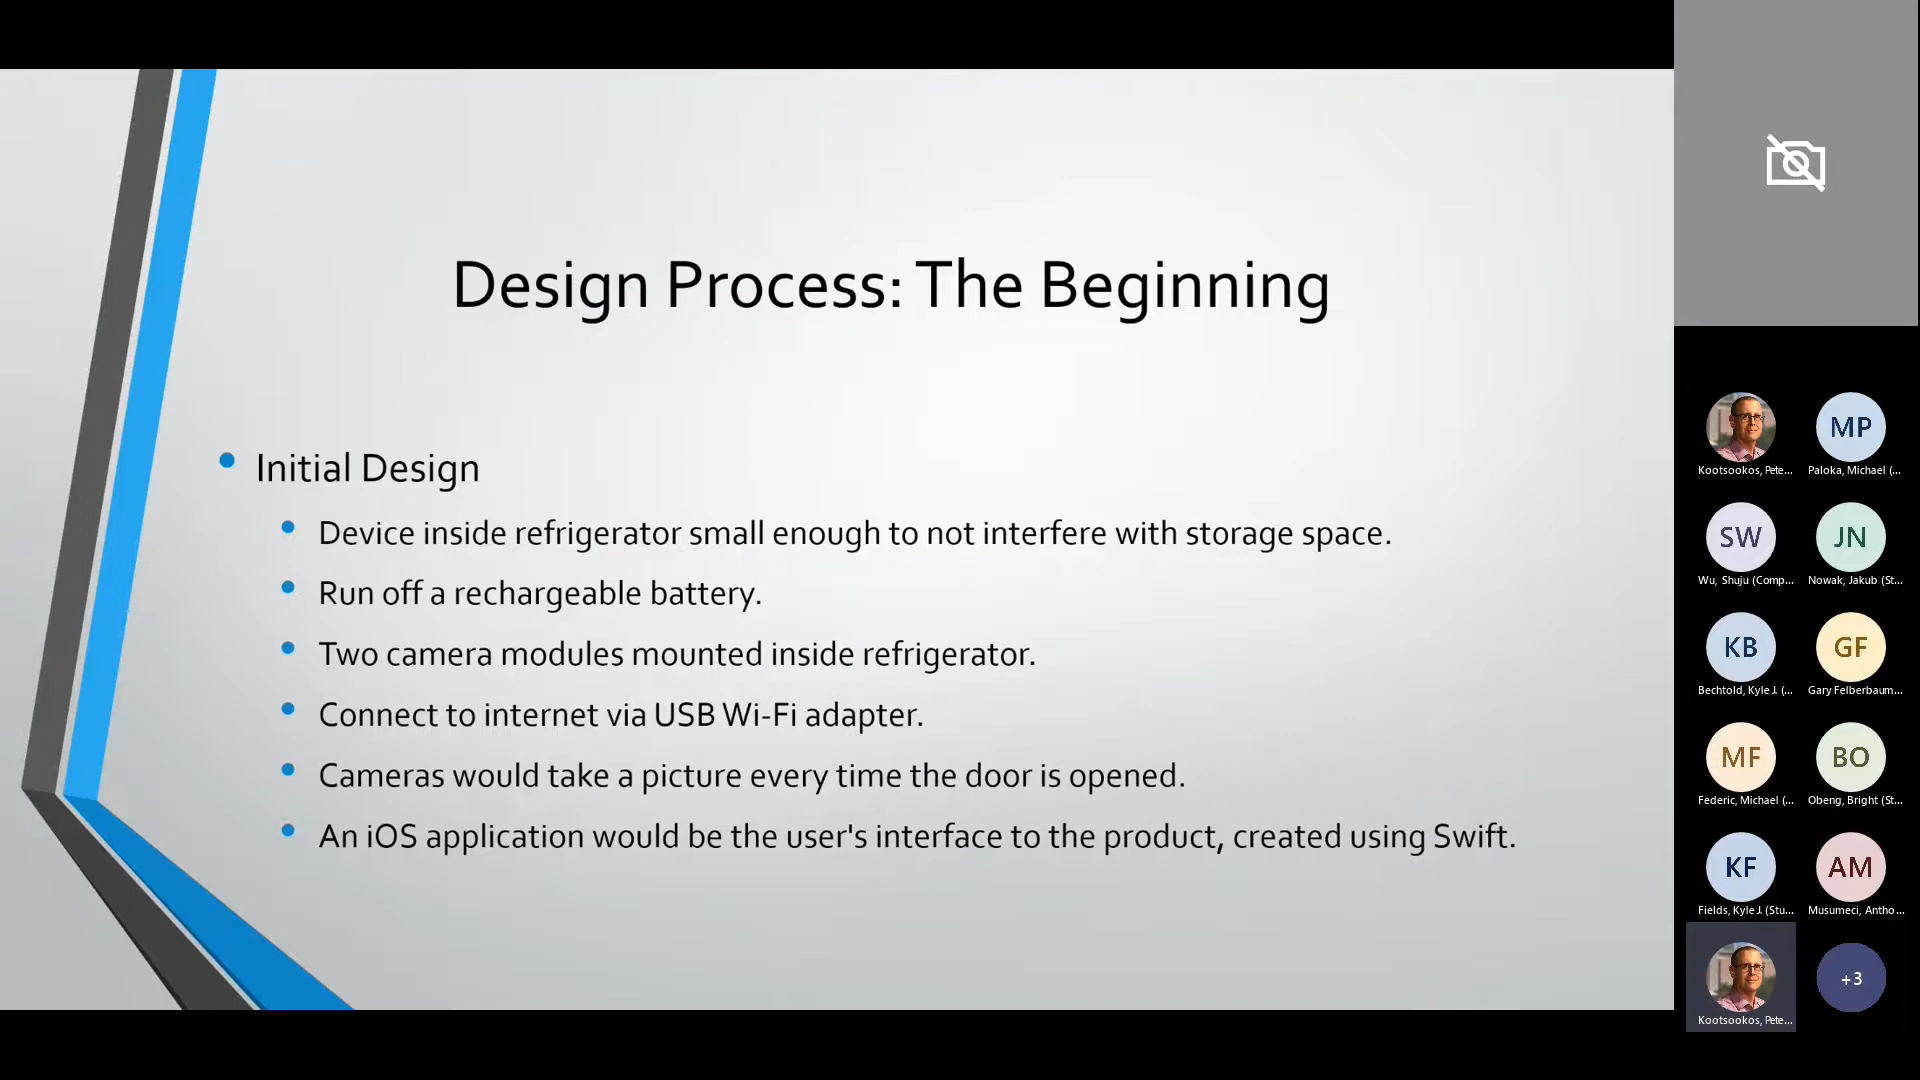 Design Process: The Beginning
Initial Design
Device inside refrigerator small enough to not interfere with storage space.
Run off a rechargeable battery.
Two camera modules mounted inside refrigerator.
Connect to internet via USB Wi-Fi adapter.
Cameras would take a picture every time the door is opened.
An iOS application would be the user's interface to the product, created using Swift.
Kootsookos, Pete...
MP
Paloka, Michael (...
SW
Wu, Shuju (Comp...
JN
Nowak, Jakub (St...
KB
Bechtold, Kyle J. (...
GF
Gary Felberbaum...
MF
Federic, Michael (...
BO
Obeng, Bright (St...
KF
Fields, Kyle J. (Stu...
AM
Musumeci, Antho...
Kootsookos, Pete...
+3